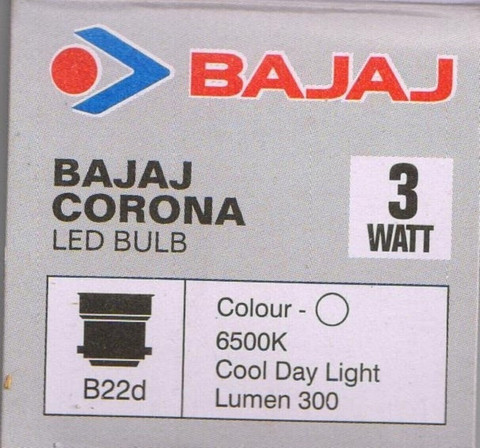 BAJAJ
BAJAJ
CORONA
LED BULB
3
WATT
B22d
Colour -
6500K
Cool Day Light
Lumen 300